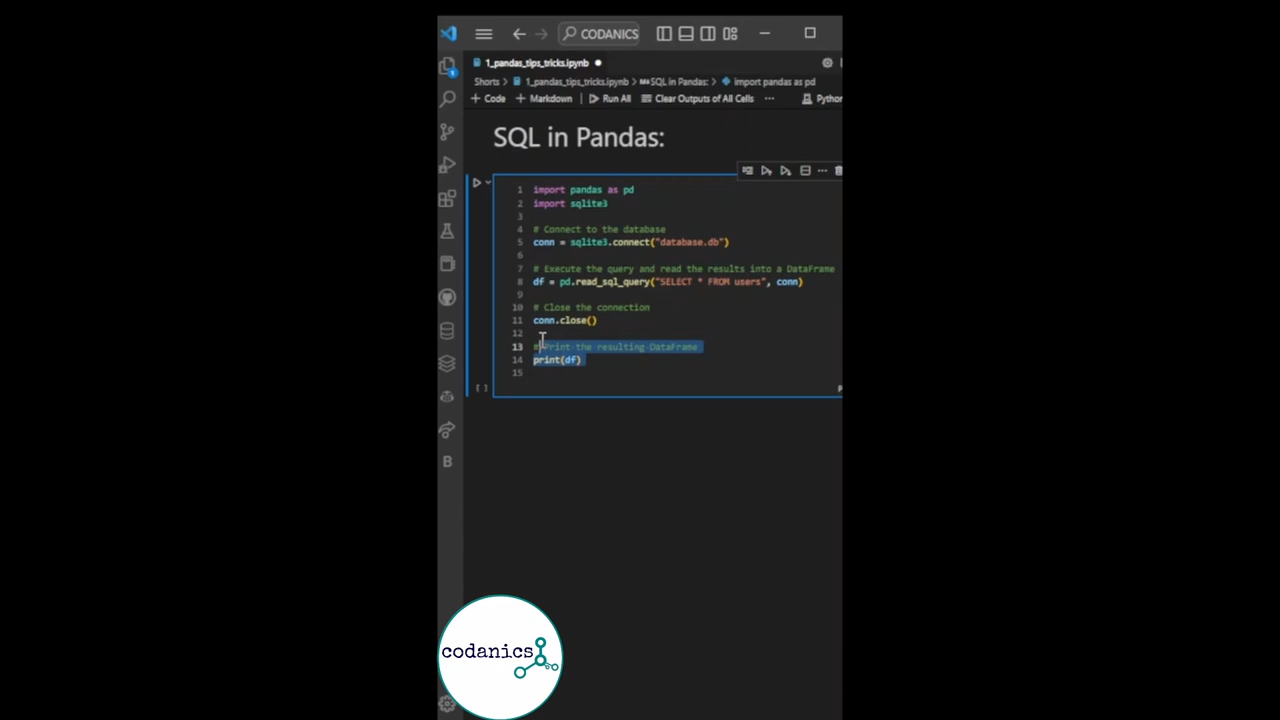 CODANICS
1_pandas_tips_tricks.ipynb
Shorts > 1_pandas_tips_tricks.ipynb > SQL in Pandas: > import pandas as pd
+ Code + Markdown Run All Clear Outputs of All Cells ... Python
SQL in Pandas:
1 import pandas as pd
2 import sqlite3
3
4 # Connect to the database
5 conn = sqlite3.connect("database.db")
6
7 # Execute the query and read the results into a DataFrame
8 df = pd.read_sql_query("SELECT * FROM users", conn)
9
10 # Close the connection
11 conn.close()
12
13 # Print the resulting DataFrame
14 print(df)
15
[ ]
B
codanics